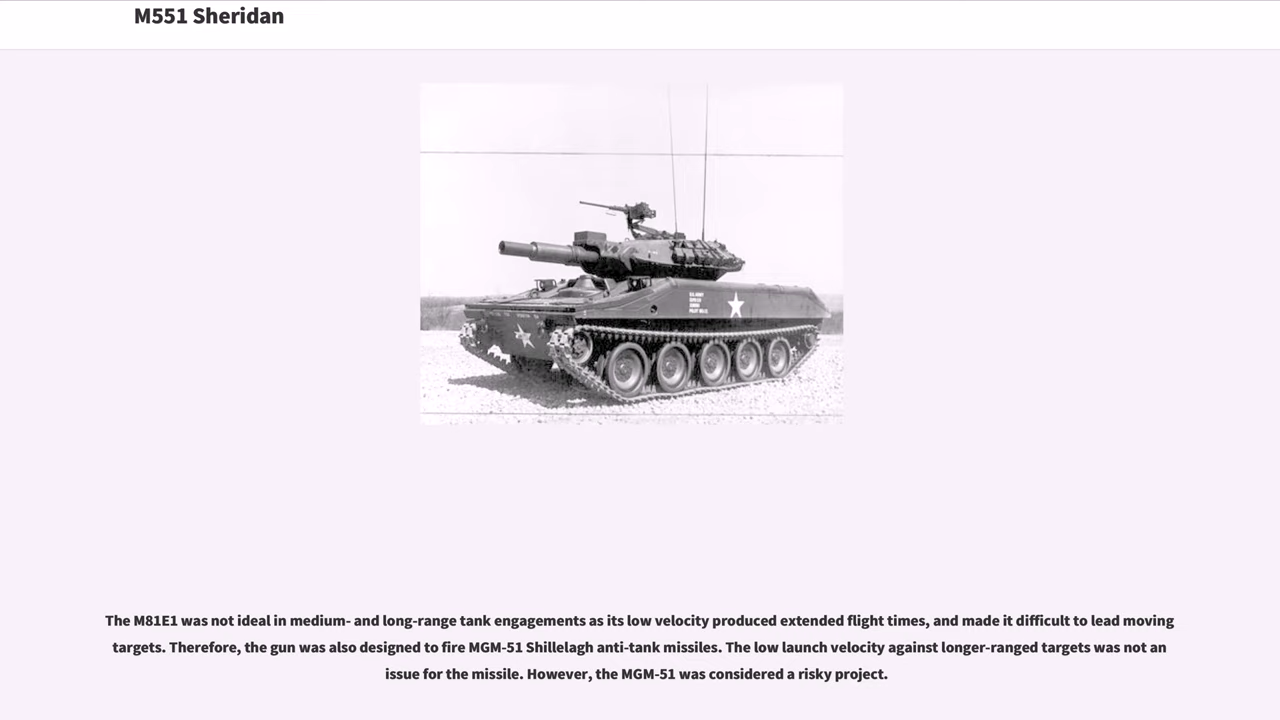 M551 Sheridan
The M81E1 was not ideal in medium- and long-range tank engagements as its low velocity produced extended flight times, and made it difficult to lead moving
targets. Therefore, the gun was also designed to fire MGM-51 Shillelagh anti-tank missiles. The low launch velocity against longer-ranged targets was not an
issue for the missile. However, the MGM-51 was considered a risky project.